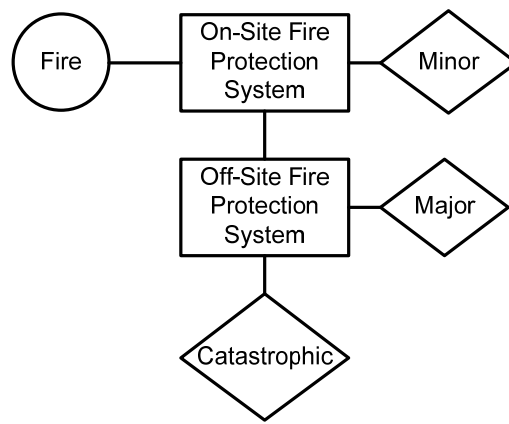 Fire
On-Site Fire
Protection
System
Minor
Off-Site Fire
Protection
System
Major
Catastrophic